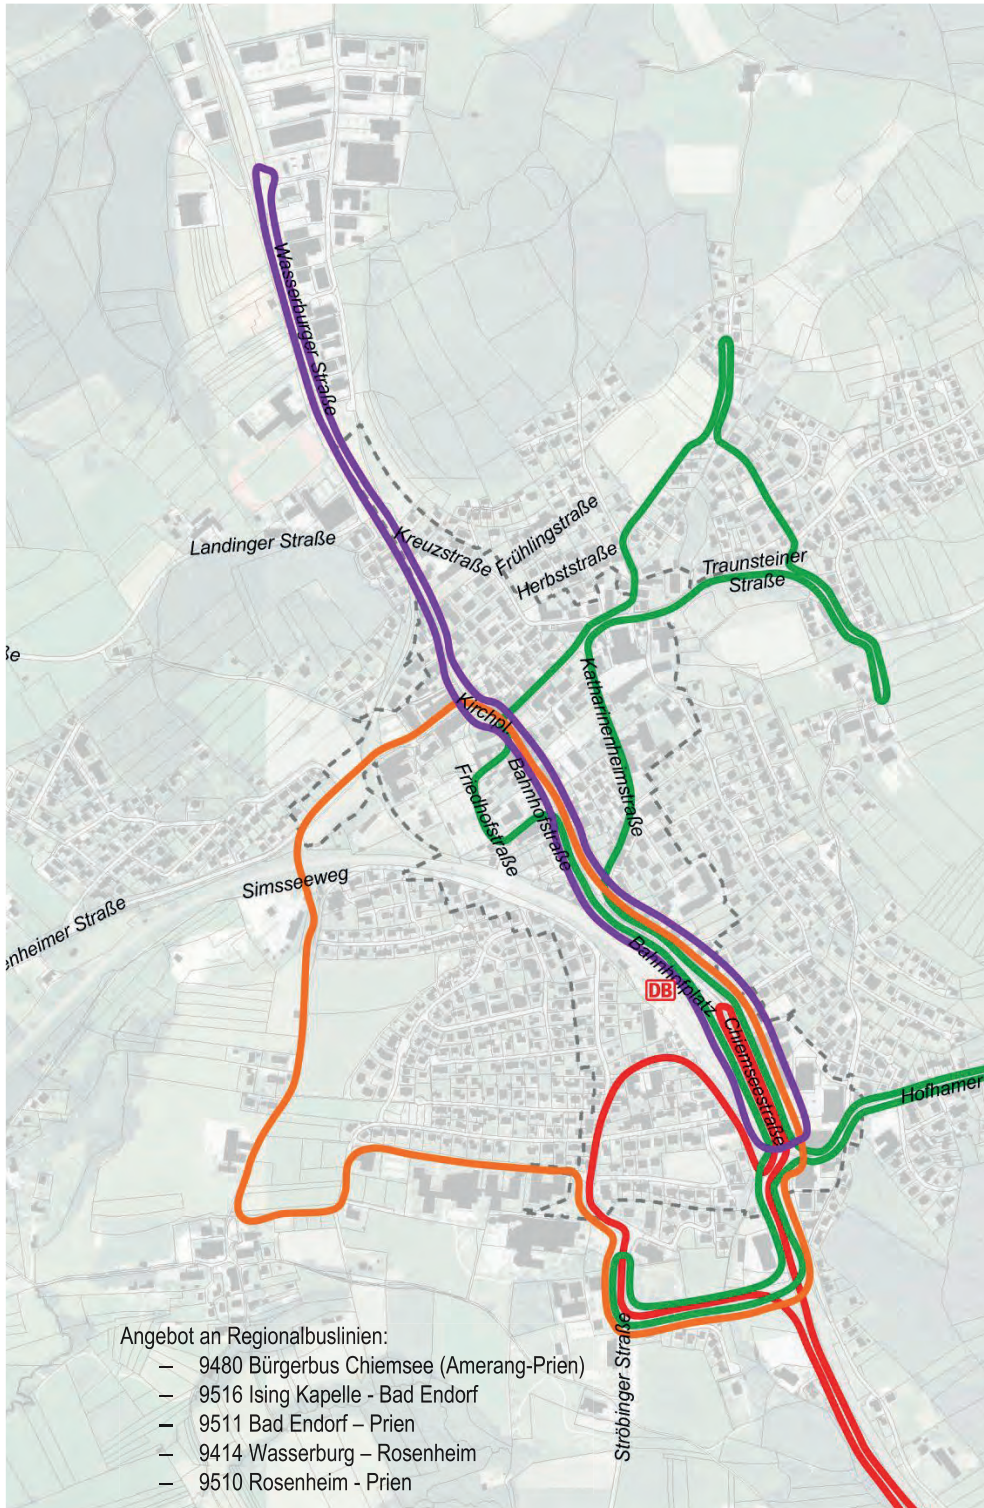 Wasserburger Straße
Landinger Straße
Kreuzstraße
Frühlingstraße
Herbststraße
Traunsteiner
Straße
ße
Kirchpl.
Katharinenheimstraße
Friedhofstraße
Bahnhofstraße
Simsseeweg
enheimer Straße
Bahnhofplatz
DB
Chiemseestraße
Hofhamer
Ströbinger Straße
Angebot an Regionalbuslinien:
– 9480 Bürgerbus Chiemsee (Amerang-Prien)
– 9516 Ising Kapelle - Bad Endorf
– 9511 Bad Endorf – Prien
– 9414 Wasserburg – Rosenheim
– 9510 Rosenheim - Prien